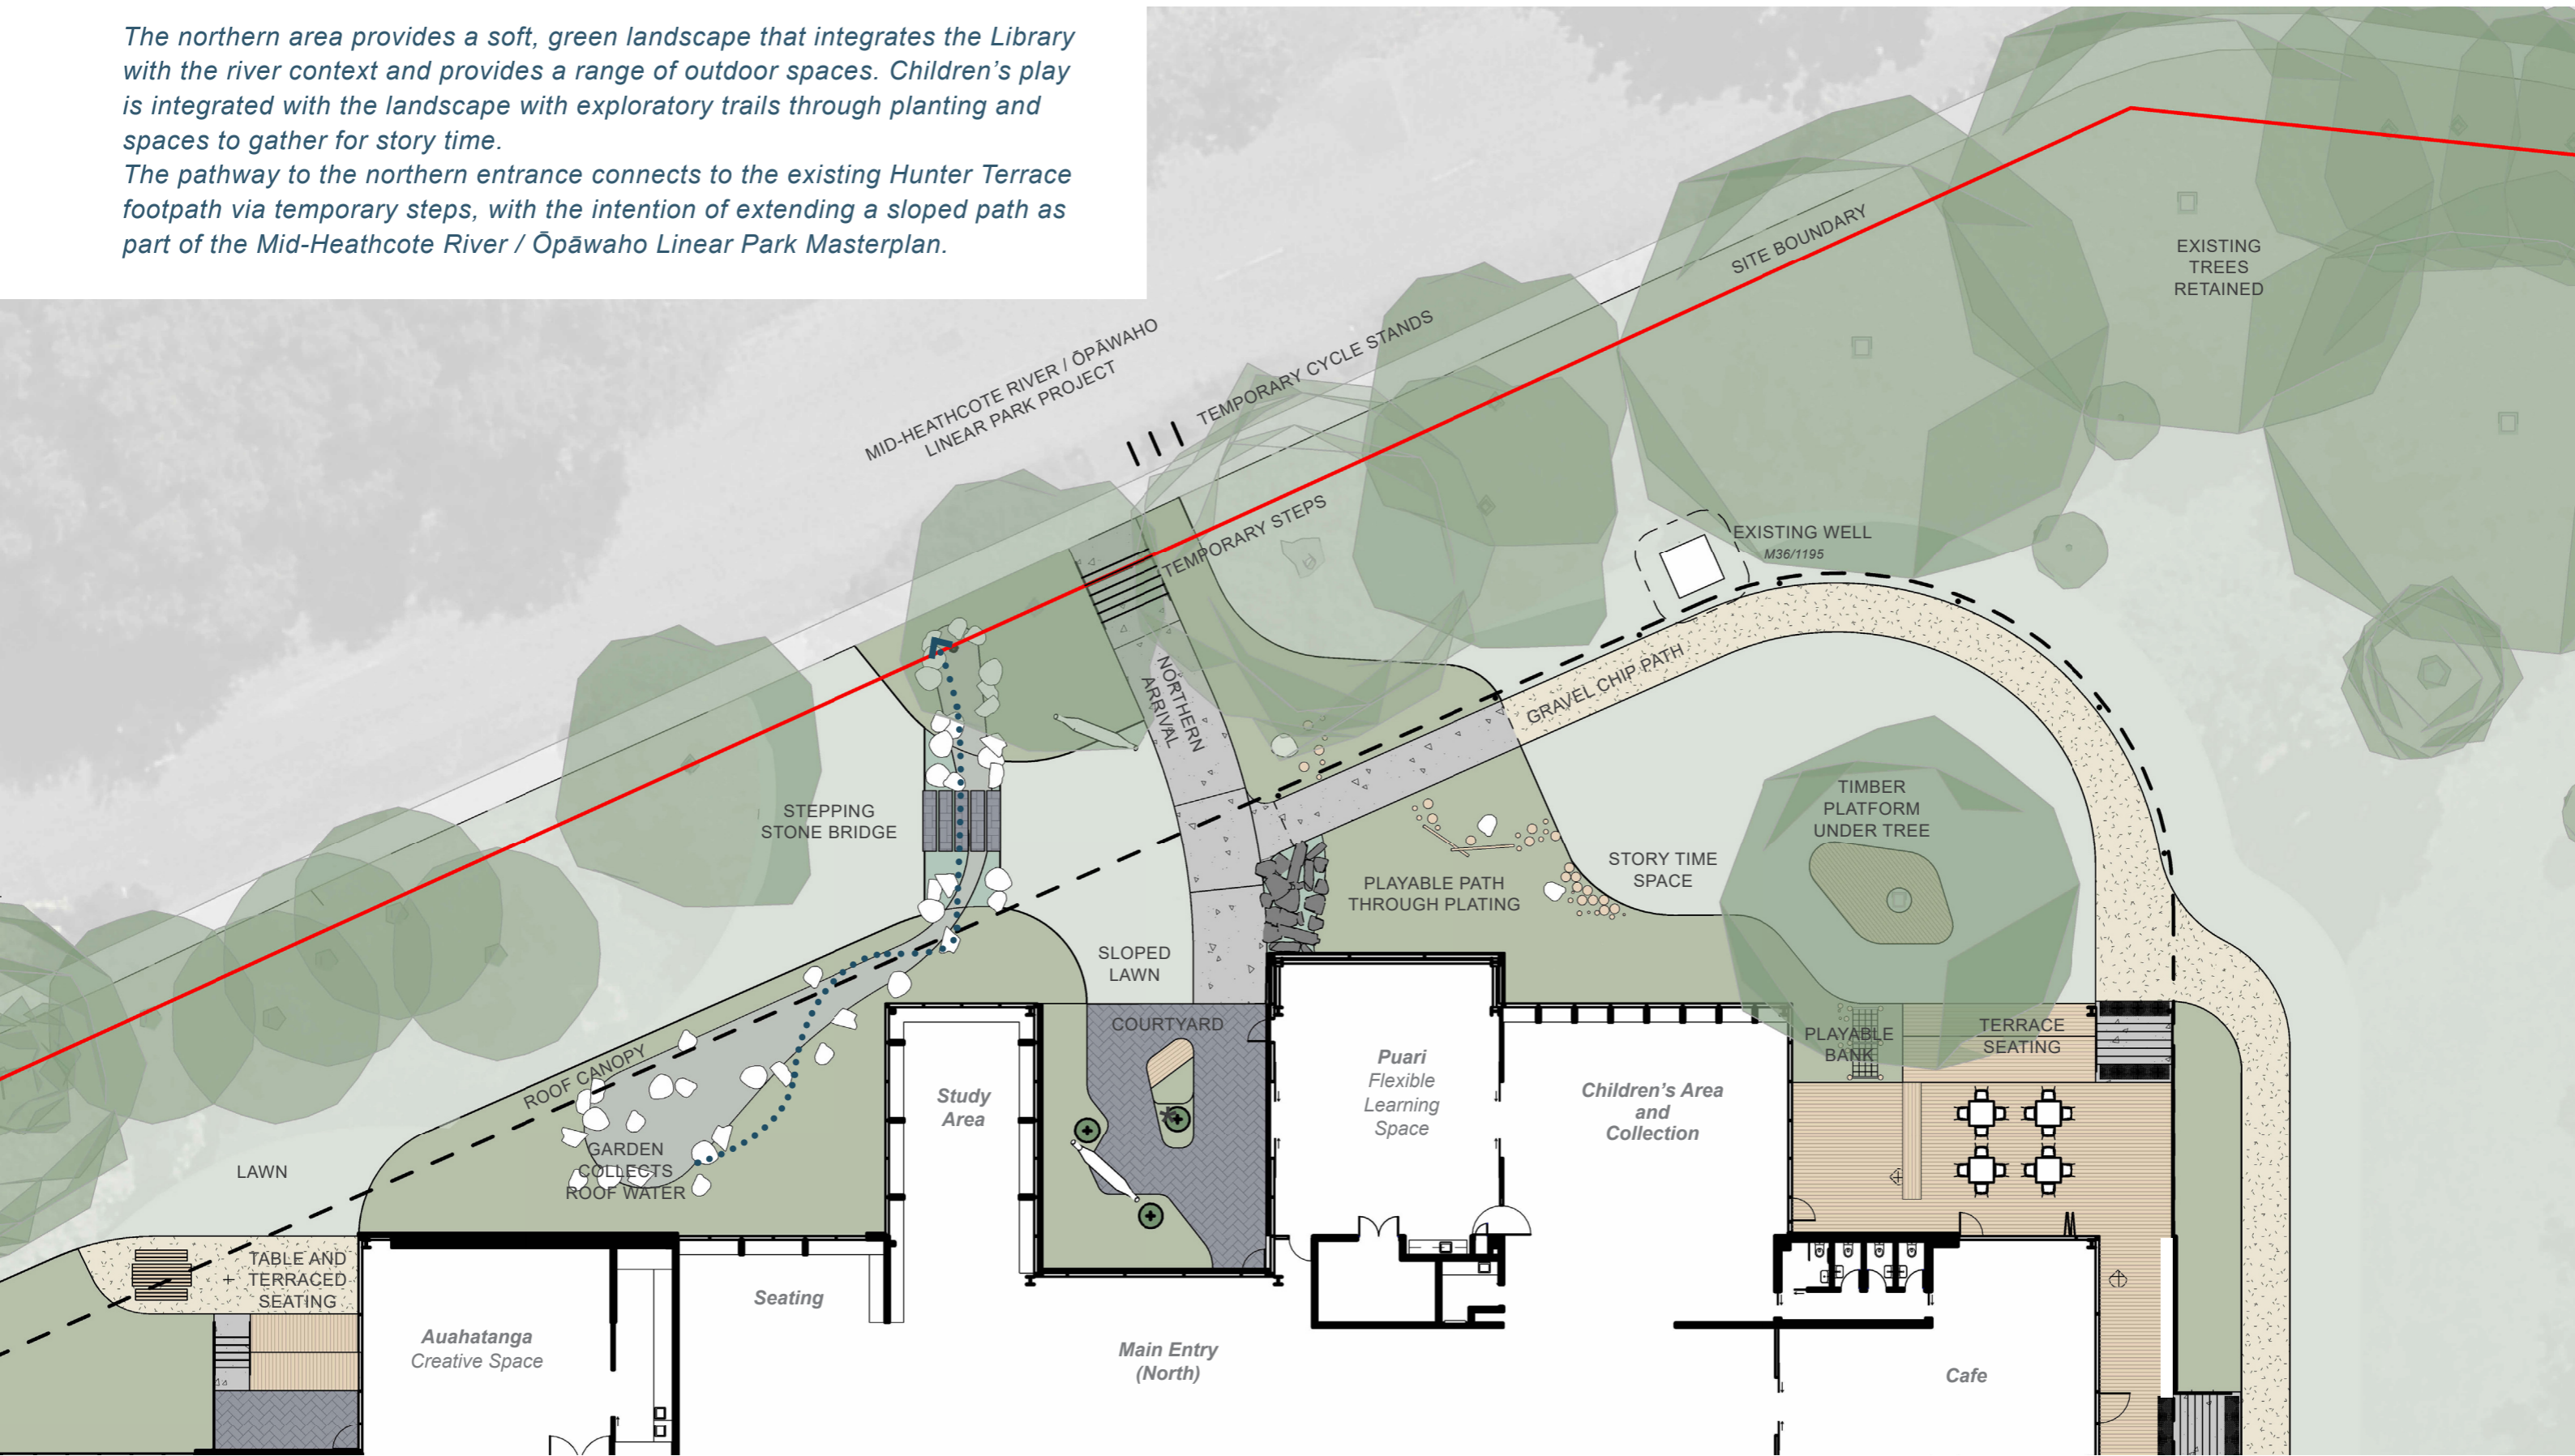 The northern area provides a soft, green landscape that integrates the Library
with the river context and provides a range of outdoor spaces. Children's play
is integrated with the landscape with exploratory trails through planting and
spaces to gather for story time.
The pathway to the northern entrance connects to the existing Hunter Terrace
footpath via temporary steps, with the intention of extending a sloped path as
part of the Mid-Heathcote River / Ōpāwaho Linear Park Masterplan.
SITE BOUNDARY
EXISTING
TREES
RETAINED
MID-HEATHCOTE RIVER / ŌPĀWAHO
LINEAR PARK PROJECT
TEMPORARY CYCLE STANDS
TEMPORARY STEPS
EXISTING WELL
M36/1195
NORTHERN
ARRIVAL
GRAVEL CHIP PATH
STEPPING
STONE BRIDGE
TIMBER
PLATFORM
UNDER TREE
STORY TIME
SPACE
PLAYABLE PATH
THROUGH PLATING
SLOPED
LAWN
COURTYARD
PLAYABLE
BANK
TERRACE
SEATING
ROOF CANOPY
Study
Area
Puari
Flexible
Learning
Space
Children's Area
and
Collection
GARDEN
COLLECTS
ROOF WATER
LAWN
TABLE AND
TERRACED
SEATING
Seating
Auahatanga
Creative Space
Main Entry
(North)
Cafe